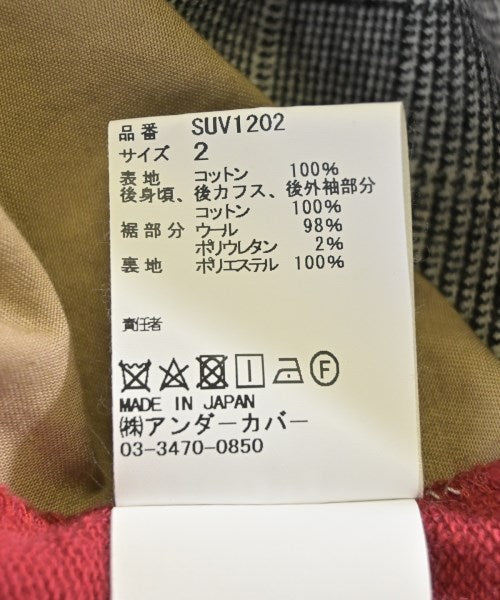 品番 SUV1202
サイズ 2
表地 コットン 100%
後身頃、後カフス、後外袖部分
コットン 100%
裾部分 ウール 98%
ポリウレタン 2%
裏地 ポリエステル 100%
責任者
F
MADE IN JAPAN
㈱アンダーカバー
03-3470-0850